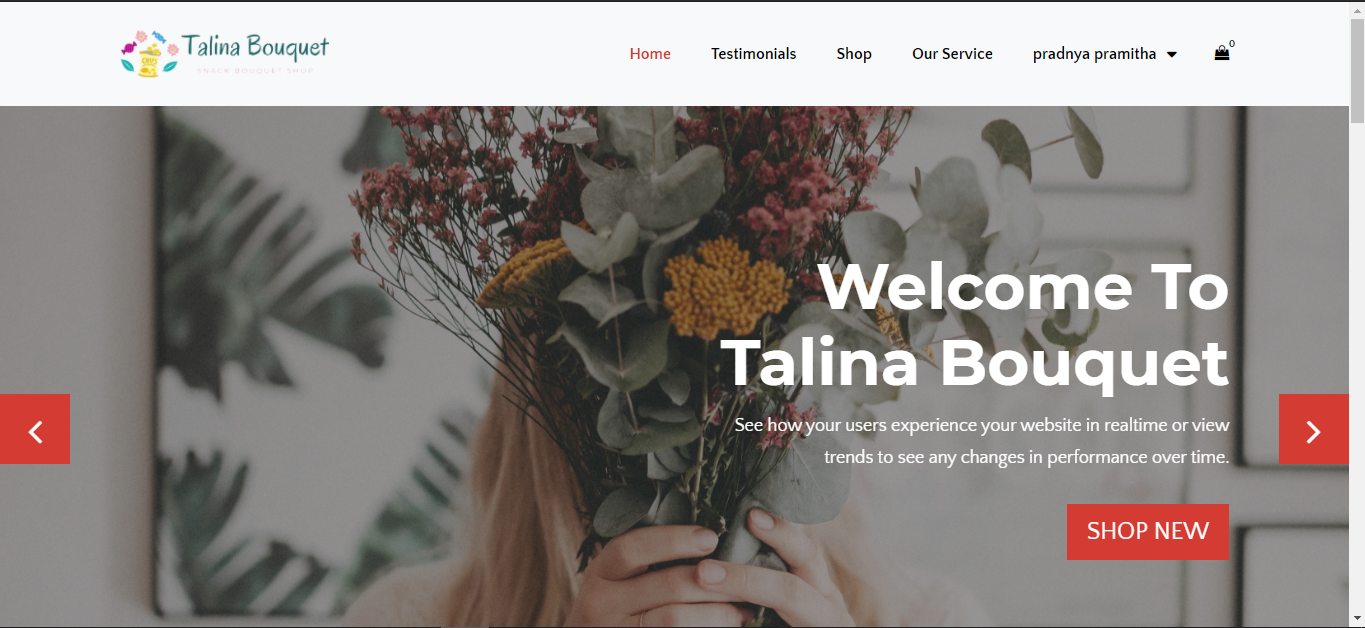 Talina Bouquet
SNACK BOUQUET SHOP
Home Testimonials Shop Our Service pradnya pramitha 0
Welcome To
Talina Bouquet
See how your users experience your website in realtime or view
trends to see any changes in performance over time.
SHOP NEW